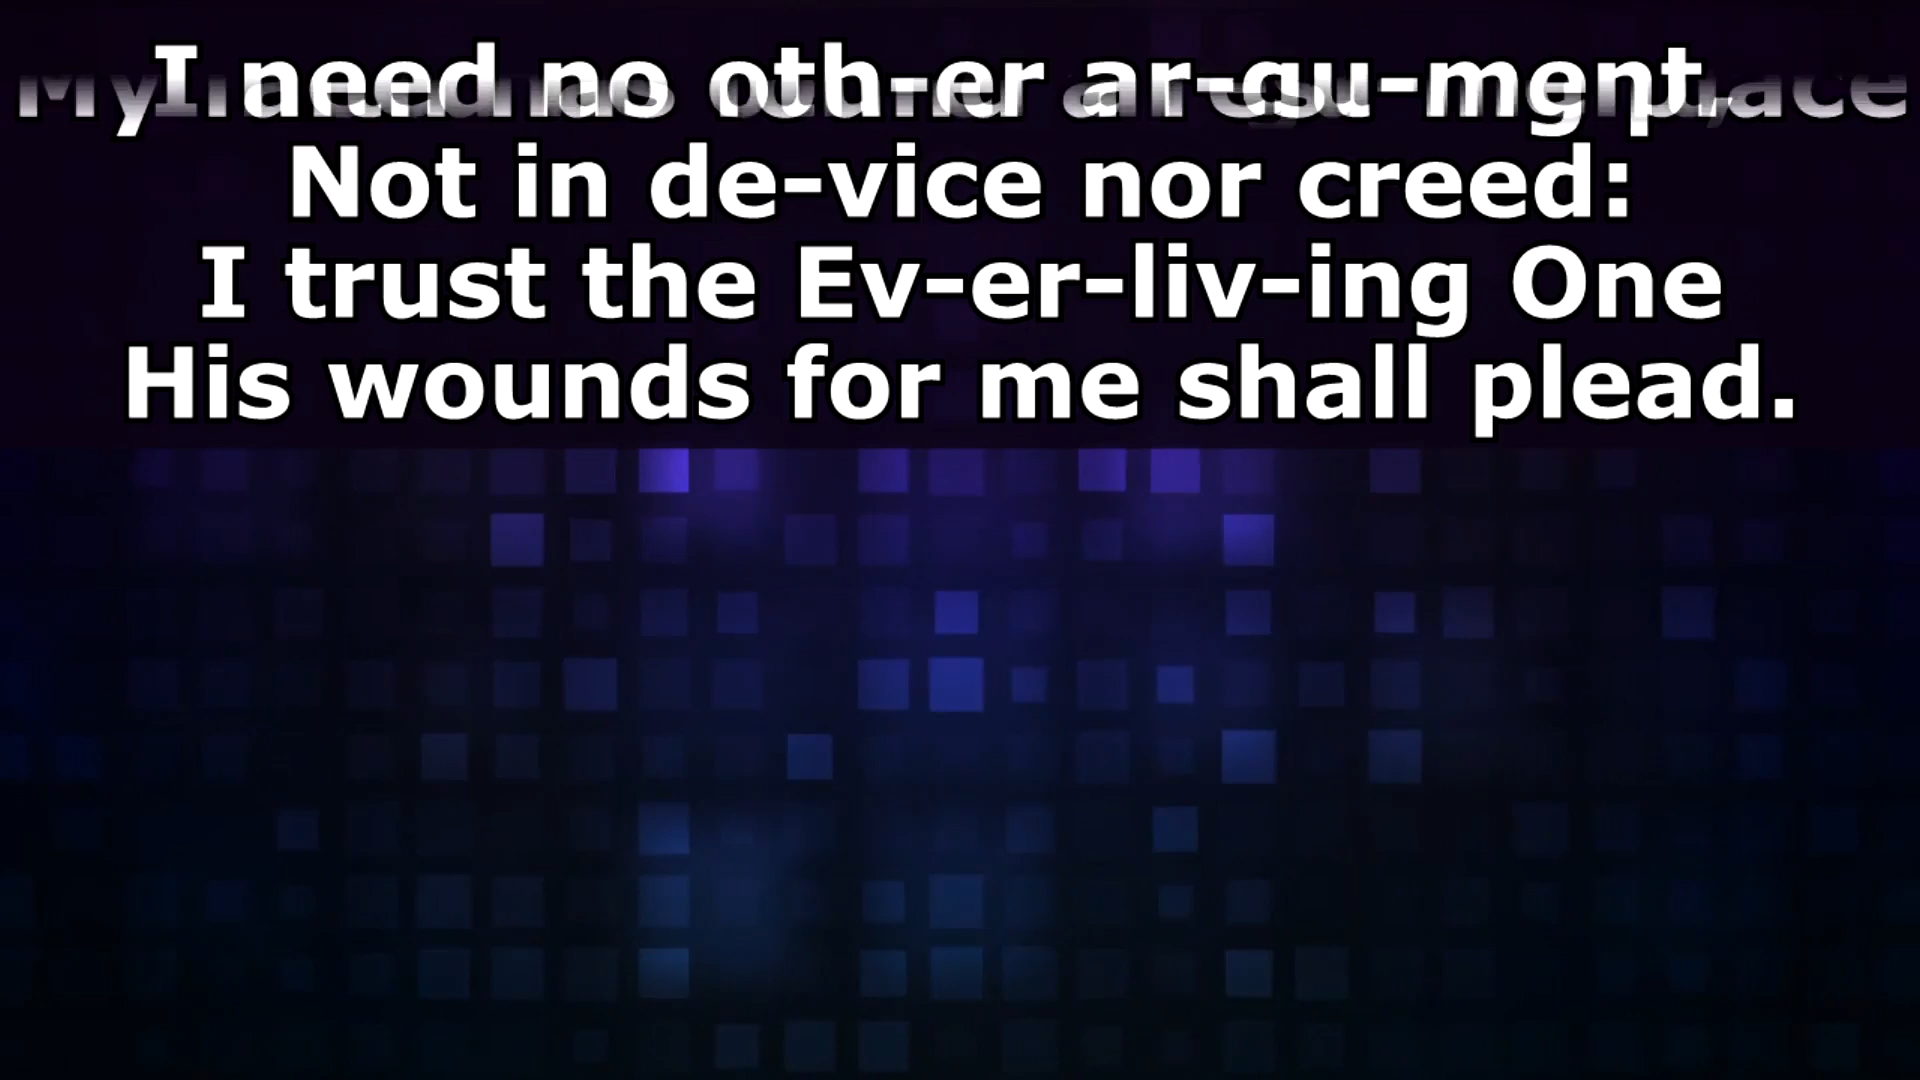 I need no oth-er ar-gu-ment,
Not in de-vice nor creed:
I trust the Ev-er-liv-ing One
His wounds for me shall plead.